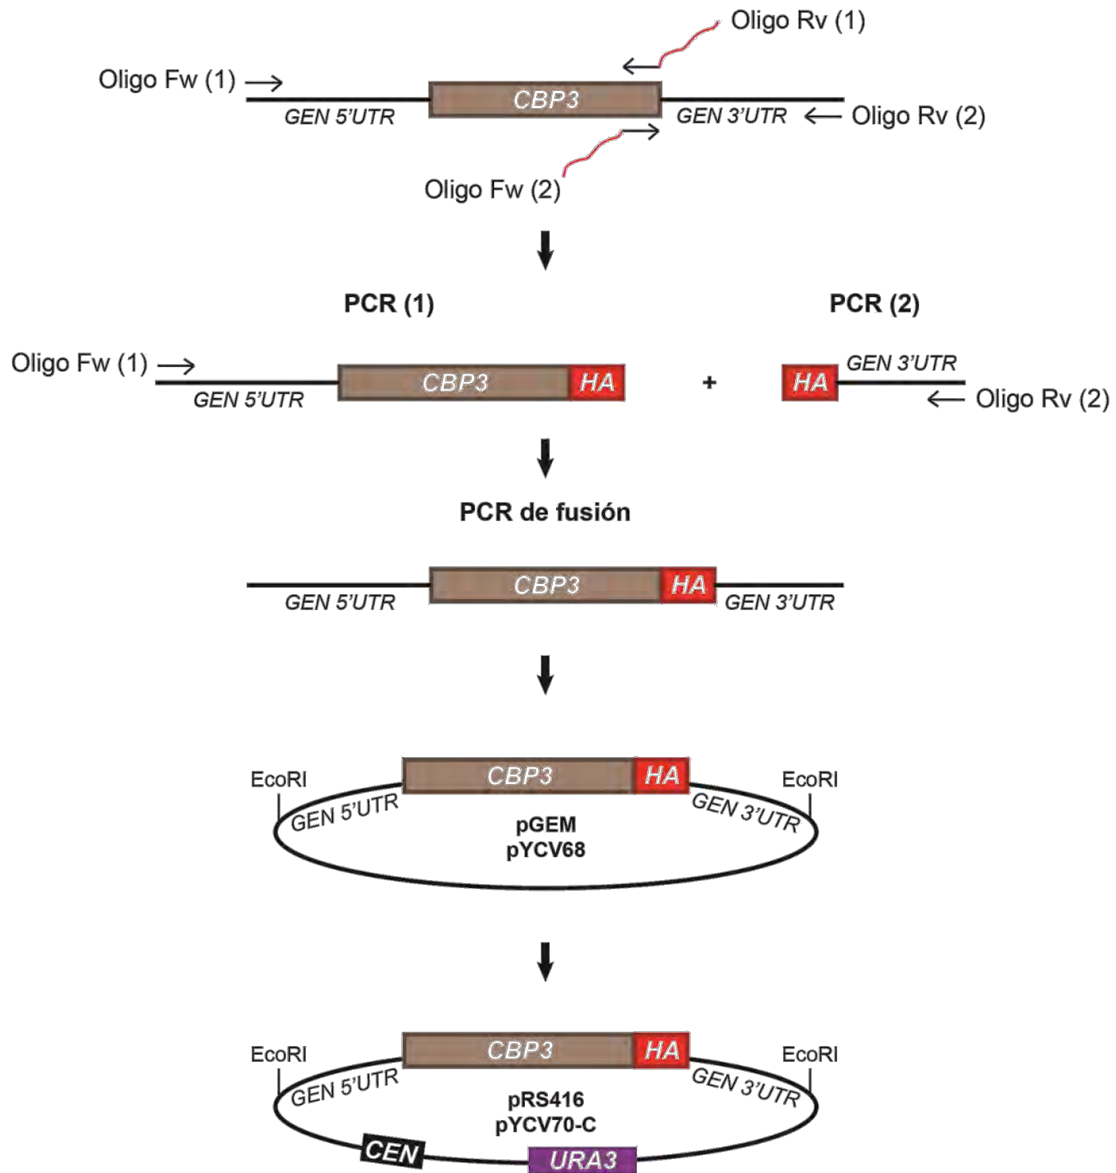 Oligo Rv (1)
Oligo Fw (1)
CBP3
GEN 5'UTR
GEN 3'UTR
Oligo Rv (2)
Oligo Fw (2)
PCR (1)
PCR (2)
Oligo Fw (1)
GEN 5'UTR
CBP3
HA
+
HA
GEN 3'UTR
Oligo Rv (2)
PCR de fusión
CBP3
HA
GEN 5'UTR
GEN 3'UTR
EcoRI
CBP3
HA
EcoRI
GEN 5'UTR
GEN 3'UTR
pGEM
pYCV68
EcoRI
CBP3
HA
EcoRI
GEN 5'UTR
GEN 3'UTR
pRS416
pYCV70-C
CEN
URA3